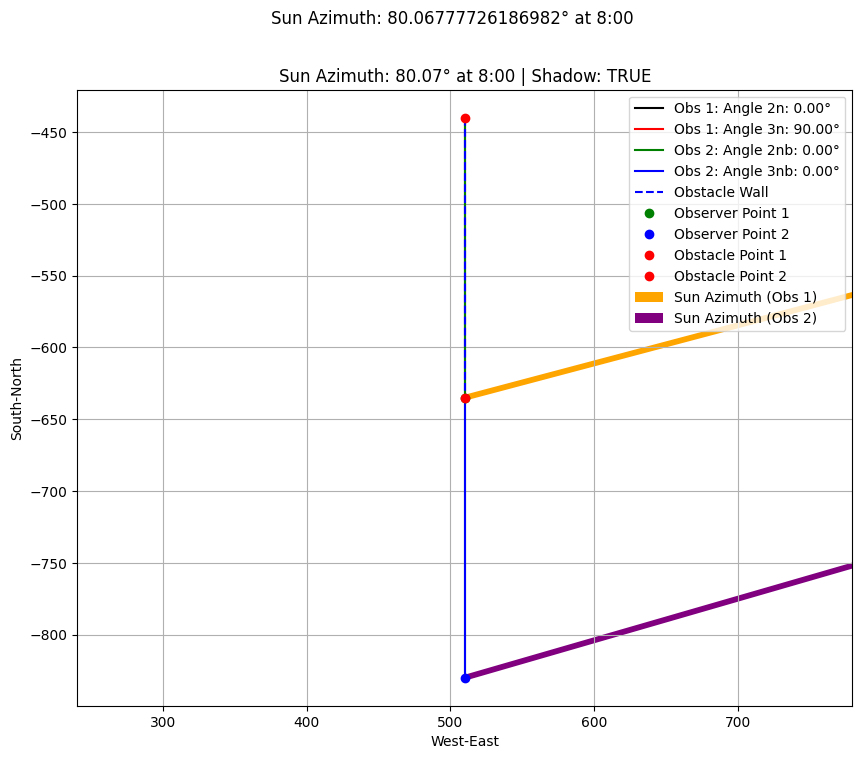 Sun Azimuth: 80.06777726186982° at 8:00
Sun Azimuth: 80.07° at 8:00 | Shadow: TRUE
Obs 1: Angle 2n: 0.00°
Obs 1: Angle 3n: 90.00°
Obs 2: Angle 2nb: 0.00°
Obs 2: Angle 3nb: 0.00°
Obstacle Wall
Observer Point 1
Observer Point 2
Obstacle Point 1
Obstacle Point 2
Sun Azimuth (Obs 1)
Sun Azimuth (Obs 2)
South-North
−450
−500
−550
−600
−650
−700
−750
−800
300
400
500
600
700
West-East